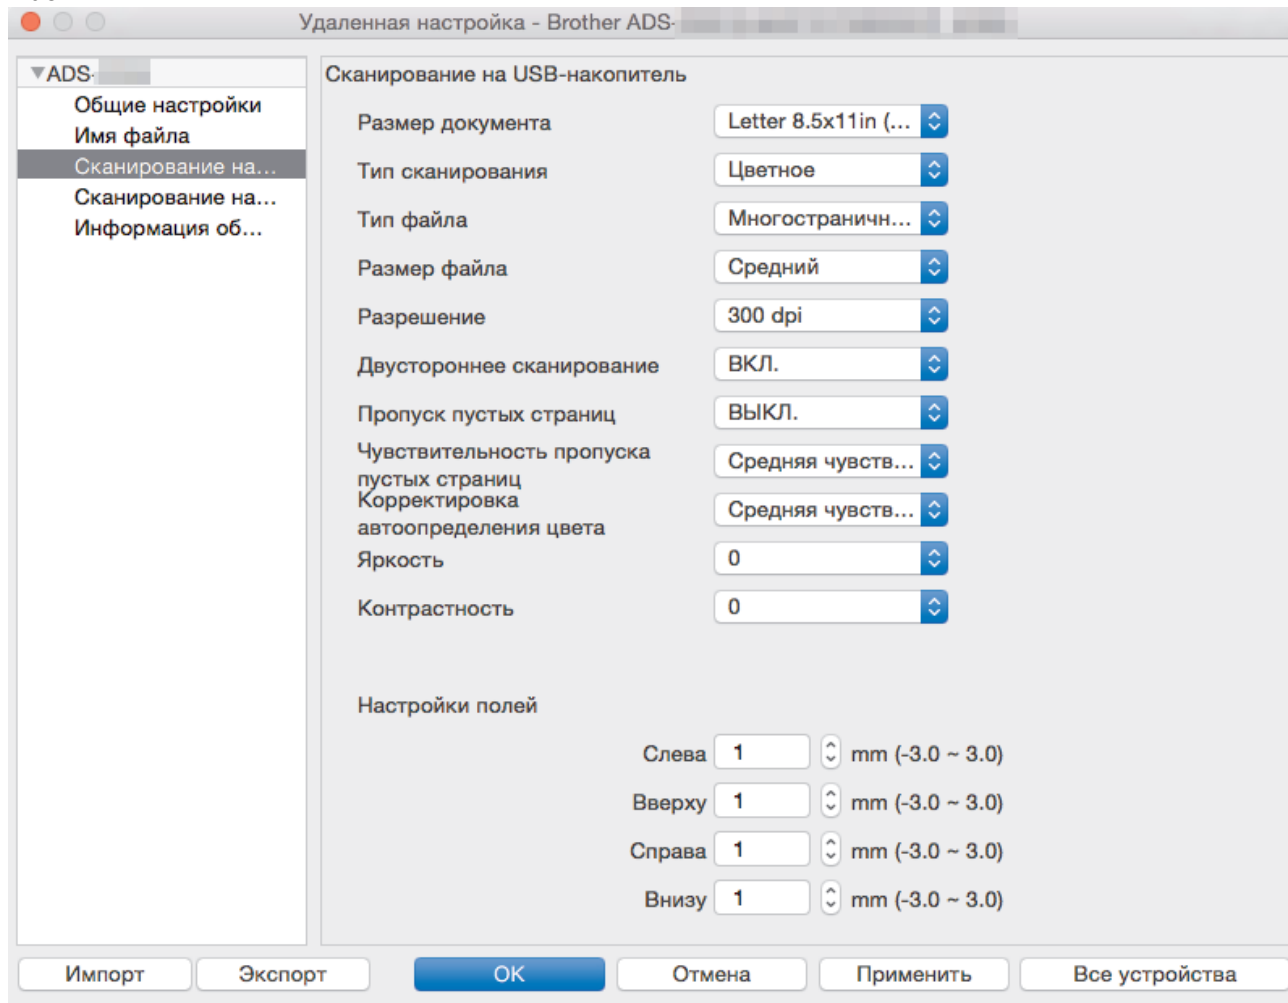 Удаленная настройка - Brother ADS-
ADS-
Общие настройки
Имя файла
Сканирование на...
Сканирование на...
Информация об...
Сканирование на USB-накопитель
Размер документа Letter 8.5x11in (...
Тип сканирования Цветное
Тип файла Многостраничн...
Размер файла Средний
Разрешение 300 dpi
Двустороннее сканирование ВКЛ.
Пропуск пустых страниц ВЫКЛ.
Чувствительность пропуска
пустых страниц Средняя чувств...
Корректировка
автоопределения цвета Средняя чувств...
Яркость 0
Контрастность 0
Настройки полей
Слева 1 mm (-3.0 ~ 3.0)
Вверху 1 mm (-3.0 ~ 3.0)
Справа 1 mm (-3.0 ~ 3.0)
Внизу 1 mm (-3.0 ~ 3.0)
Импорт Экспорт OK Отмена Применить Все устройства